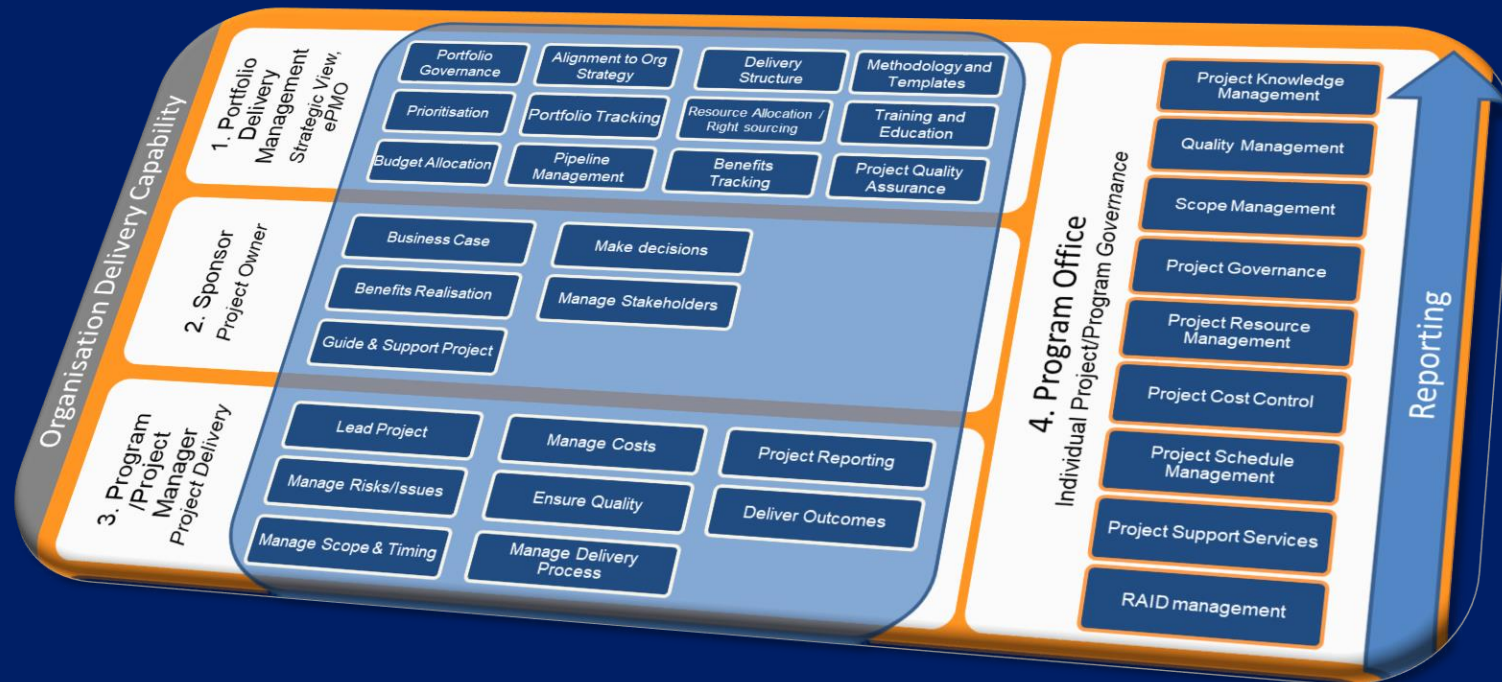 Organisation Delivery Capability
1. Portfolio
Delivery
Management
Strategic View,
ePMO
Portfolio
Governance
Alignment to Org
Strategy
Delivery
Structure
Methodology and
Templates
Prioritisation
Portfolio Tracking
Resource Allocation /
Right sourcing
Training and
Education
Budget Allocation
Pipeline
Management
Benefits
Tracking
Project Quality
Assurance
2. Sponsor
Project Owner
Business Case
Make decisions
Benefits Realisation
Manage Stakeholders
Guide & Support Project
3. Program
/Project
Manager
Project Delivery
Lead Project
Manage Costs
Project Reporting
Manage Risks/Issues
Ensure Quality
Deliver Outcomes
Manage Scope & Timing
Manage Delivery
Process
4. Program Office
Individual Project/Program Governance
Project Knowledge
Management
Quality Management
Scope Management
Project Governance
Project Resource
Management
Project Cost Control
Project Schedule
Management
Project Support Services
RAID management
Reporting